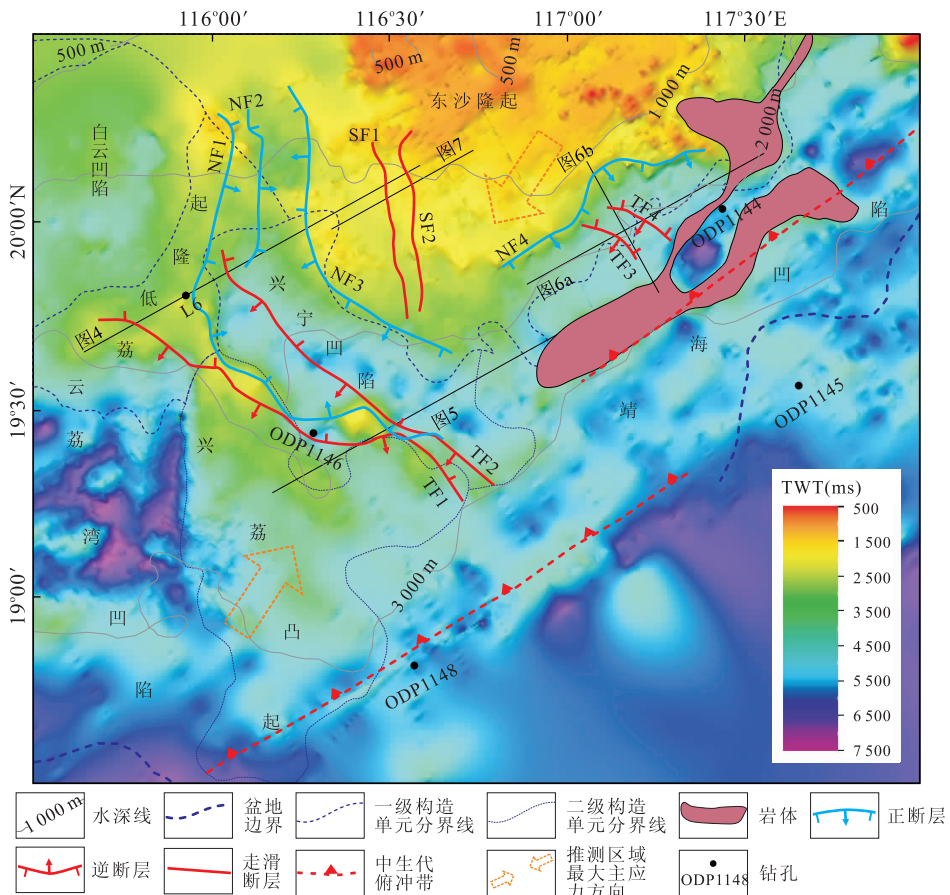 116°00′ 116°30′ 117°00′ 117°30′
20°00′N
19°30′
19°00′
500 m
500 m
500 m
1 000 m
2 000 m
3 000 m
东沙隆起
白云凹陷
NF1
NF2
SF1
SF2
图7
图6b
TF4
TF3
ODP1144
NF4
图6a
NF3
L6
图4
云荔低隆起
兴宁凹陷
靖海凹陷
ODP1145
图5
ODP1146
TF2
TF1
荔湾凹陷
兴荔凸起
ODP1148
TWT(ms)
500
1 500
2 500
3 500
4 500
5 500
6 500
7 500
1 000 m
水深线
盆地
边界
一级构造
单元分界线
二级构造
单元分界线
岩体
正断层
逆断层
走滑
断层
中生代
俯冲带
推测区域
最大主应
力方向
ODP1148
钻孔